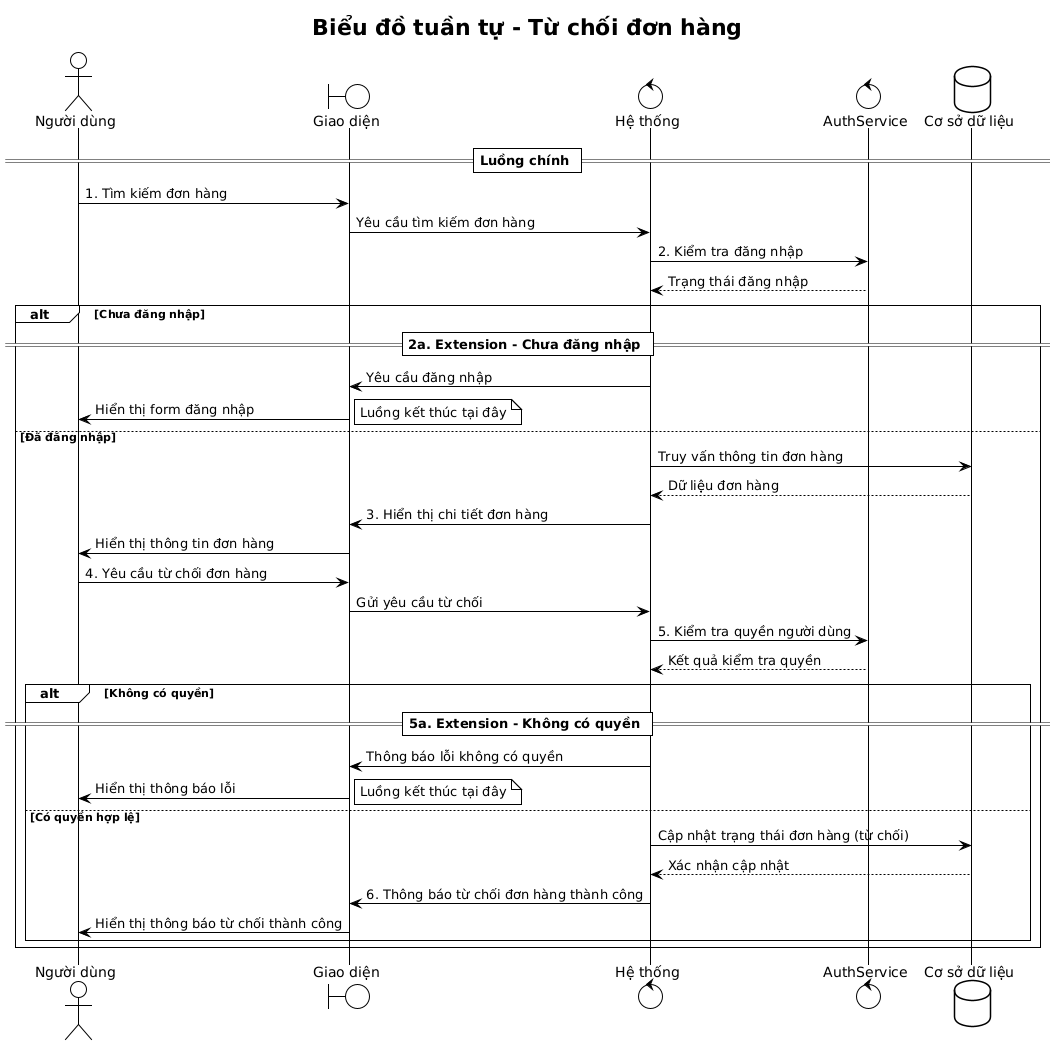 Biểu đồ tuần tự - Từ chối đơn hàng
Người dùng
Giao diện
Hệ thống
AuthService
Cơ sở dữ liệu
Luồng chính
1. Tìm kiếm đơn hàng
Yêu cầu tìm kiếm đơn hàng
2. Kiểm tra đăng nhập
Trạng thái đăng nhập
alt [Chưa đăng nhập]
2a. Extension - Chưa đăng nhập
Yêu cầu đăng nhập
Hiển thị form đăng nhập
Luồng kết thúc tại đây
[Đã đăng nhập]
Truy vấn thông tin đơn hàng
Dữ liệu đơn hàng
3. Hiển thị chi tiết đơn hàng
Hiển thị thông tin đơn hàng
4. Yêu cầu từ chối đơn hàng
Gửi yêu cầu từ chối
5. Kiểm tra quyền người dùng
Kết quả kiểm tra quyền
alt [Không có quyền]
5a. Extension - Không có quyền
Thông báo lỗi không có quyền
Hiển thị thông báo lỗi
Luồng kết thúc tại đây
[Có quyền hợp lệ]
Cập nhật trạng thái đơn hàng (từ chối)
Xác nhận cập nhật
6. Thông báo từ chối đơn hàng thành công
Hiển thị thông báo từ chối thành công
Người dùng
Giao diện
Hệ thống
AuthService
Cơ sở dữ liệu